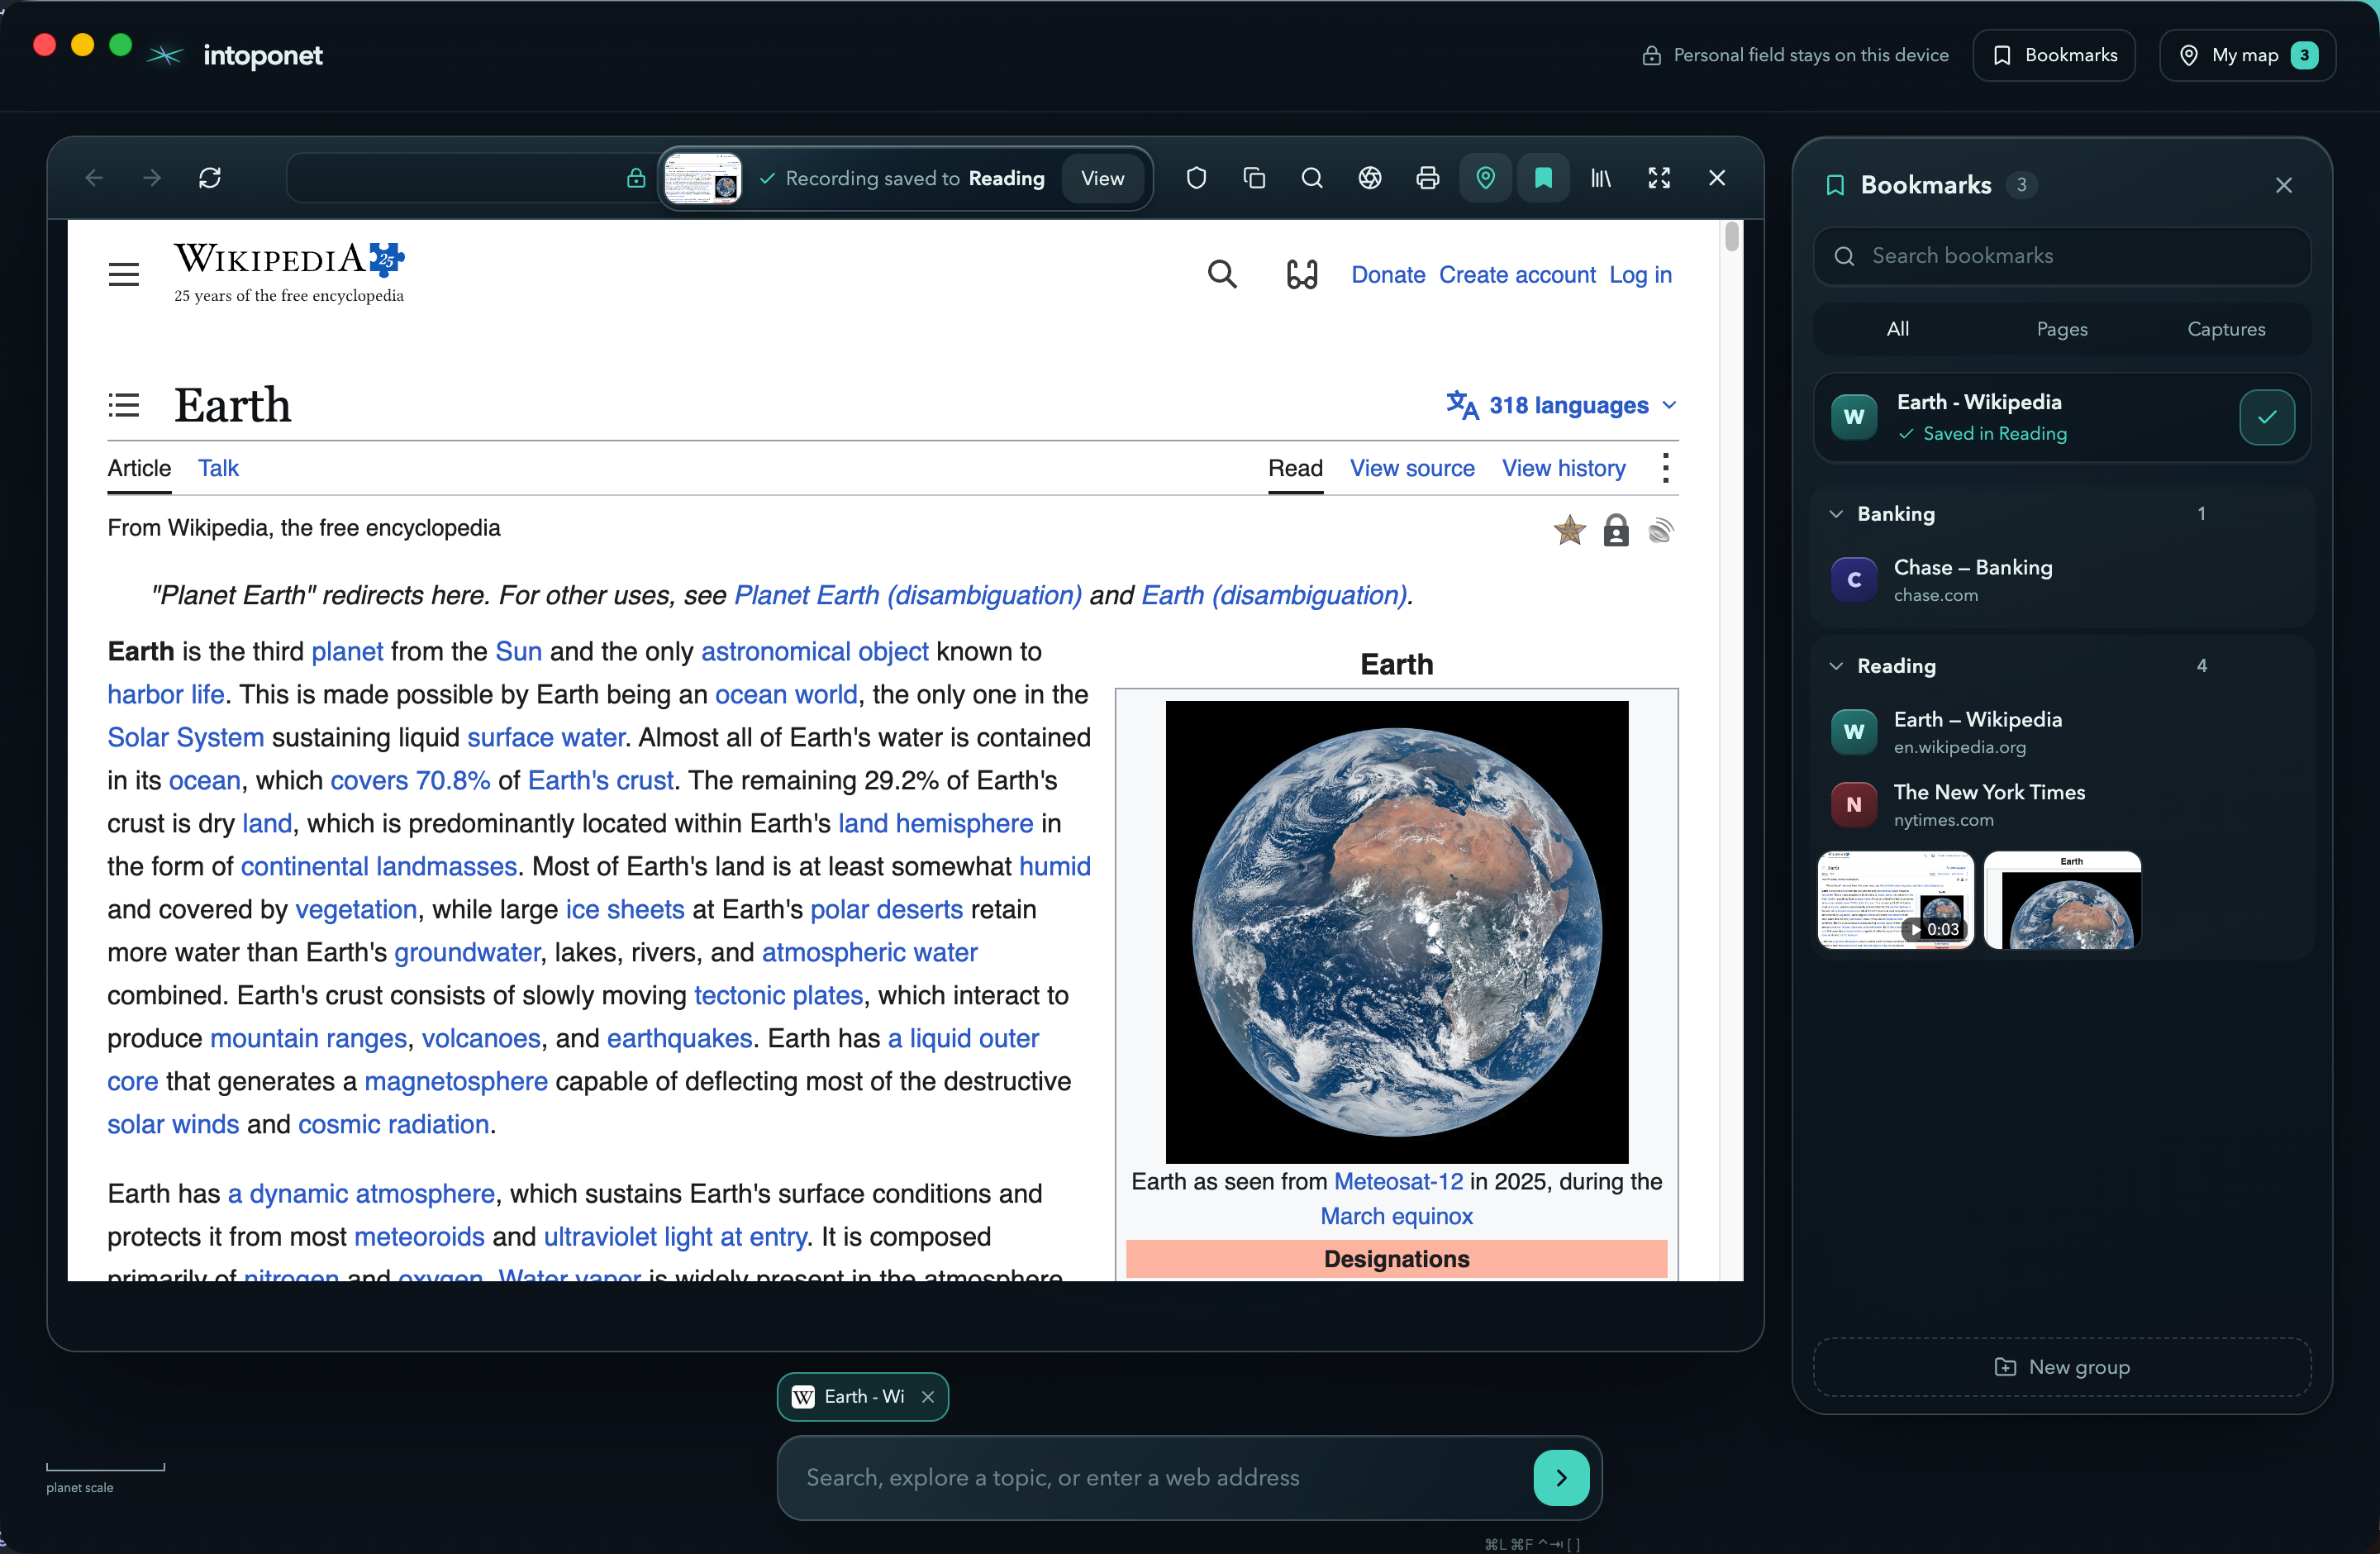 intoponet
Personal field stays on this device
Bookmarks
My map 3
Recording saved to Reading
View
WIKIPEDIA 25
25 years of the free encyclopedia
Donate Create account Log in
Earth
318 languages
Article Talk
Read View source View history
From Wikipedia, the free encyclopedia
"Planet Earth" redirects here. For other uses, see Planet Earth (disambiguation) and Earth (disambiguation).
Earth is the third planet from the Sun and the only astronomical object known to
harbor life. This is made possible by Earth being an ocean world, the only one in the
Solar System sustaining liquid surface water. Almost all of Earth's water is contained
in its ocean, which covers 70.8% of Earth's crust. The remaining 29.2% of Earth's
crust is dry land, which is predominantly located within Earth's land hemisphere in
the form of continental landmasses. Most of Earth's land is at least somewhat humid
and covered by vegetation, while large ice sheets at Earth's polar deserts retain
more water than Earth's groundwater, lakes, rivers, and atmospheric water
combined. Earth's crust consists of slowly moving tectonic plates, which interact to
produce mountain ranges, volcanoes, and earthquakes. Earth has a liquid outer
core that generates a magnetosphere capable of deflecting most of the destructive
solar winds and cosmic radiation.
Earth has a dynamic atmosphere, which sustains Earth's surface conditions and
protects it from most meteoroids and ultraviolet light at entry. It is composed
primarily of nitrogen and oxygen. Water vapor is widely present in the atmosphere,
Earth
Earth as seen from Meteosat-12 in 2025, during the
March equinox
Designations
Bookmarks 3
Search bookmarks
All Pages Captures
W
Earth - Wikipedia
Saved in Reading
Banking 1
C
Chase – Banking
chase.com
Reading 4
W
Earth – Wikipedia
en.wikipedia.org
N
The New York Times
nytimes.com
0:03
Earth
New group
W Earth - Wi
Search, explore a topic, or enter a web address
planet scale
⌘L ⌘F ⌃⇥ [ ]